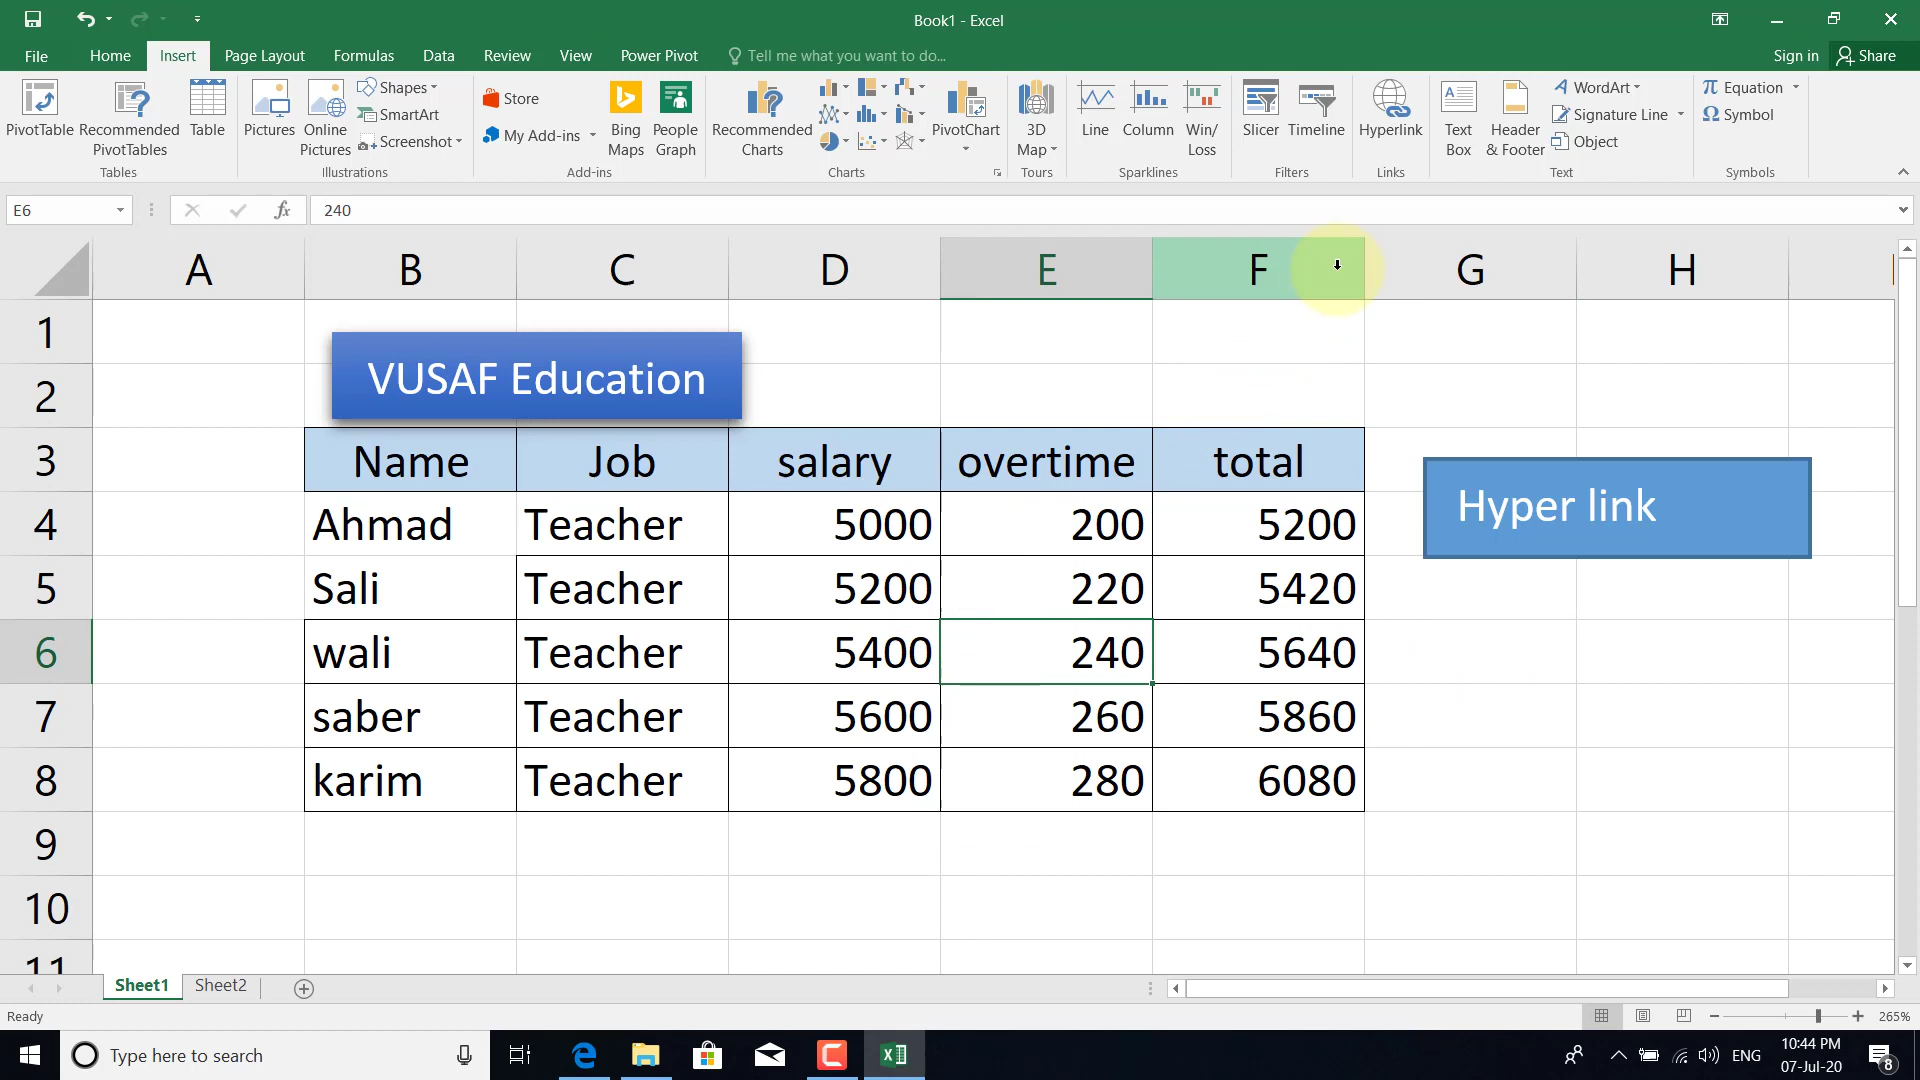 Book1 - Excel
File Home Insert Page Layout Formulas Data Review View Power Pivot Tell me what you want to do... Sign in Share
PivotTable
Recommended
PivotTables
Table
Tables
Pictures
Online
Pictures
Shapes
SmartArt
Screenshot
Illustrations
Store
My Add-ins
Bing
Maps
People
Graph
Add-ins
Recommended
Charts
PivotChart
Charts
3D
Map
Tours
Line
Column
Win/
Loss
Sparklines
Slicer
Timeline
Filters
Hyperlink
Links
Text
Box
Header
& Footer
WordArt
Signature Line
Object
Text
Equation
Symbol
Symbols
E6 fx 240
A B C D E F G H
1
VUSAF Education
2
3 Name Job salary overtime total
Hyper link
4 Ahmad Teacher 5000 200 5200
5 Sali Teacher 5200 220 5420
6 wali Teacher 5400 240 5640
7 saber Teacher 5600 260 5860
8 karim Teacher 5800 280 6080
9
10
11
Sheet1 Sheet2
Ready 265%
Type here to search ENG 10:44 PM
07-Jul-20 8